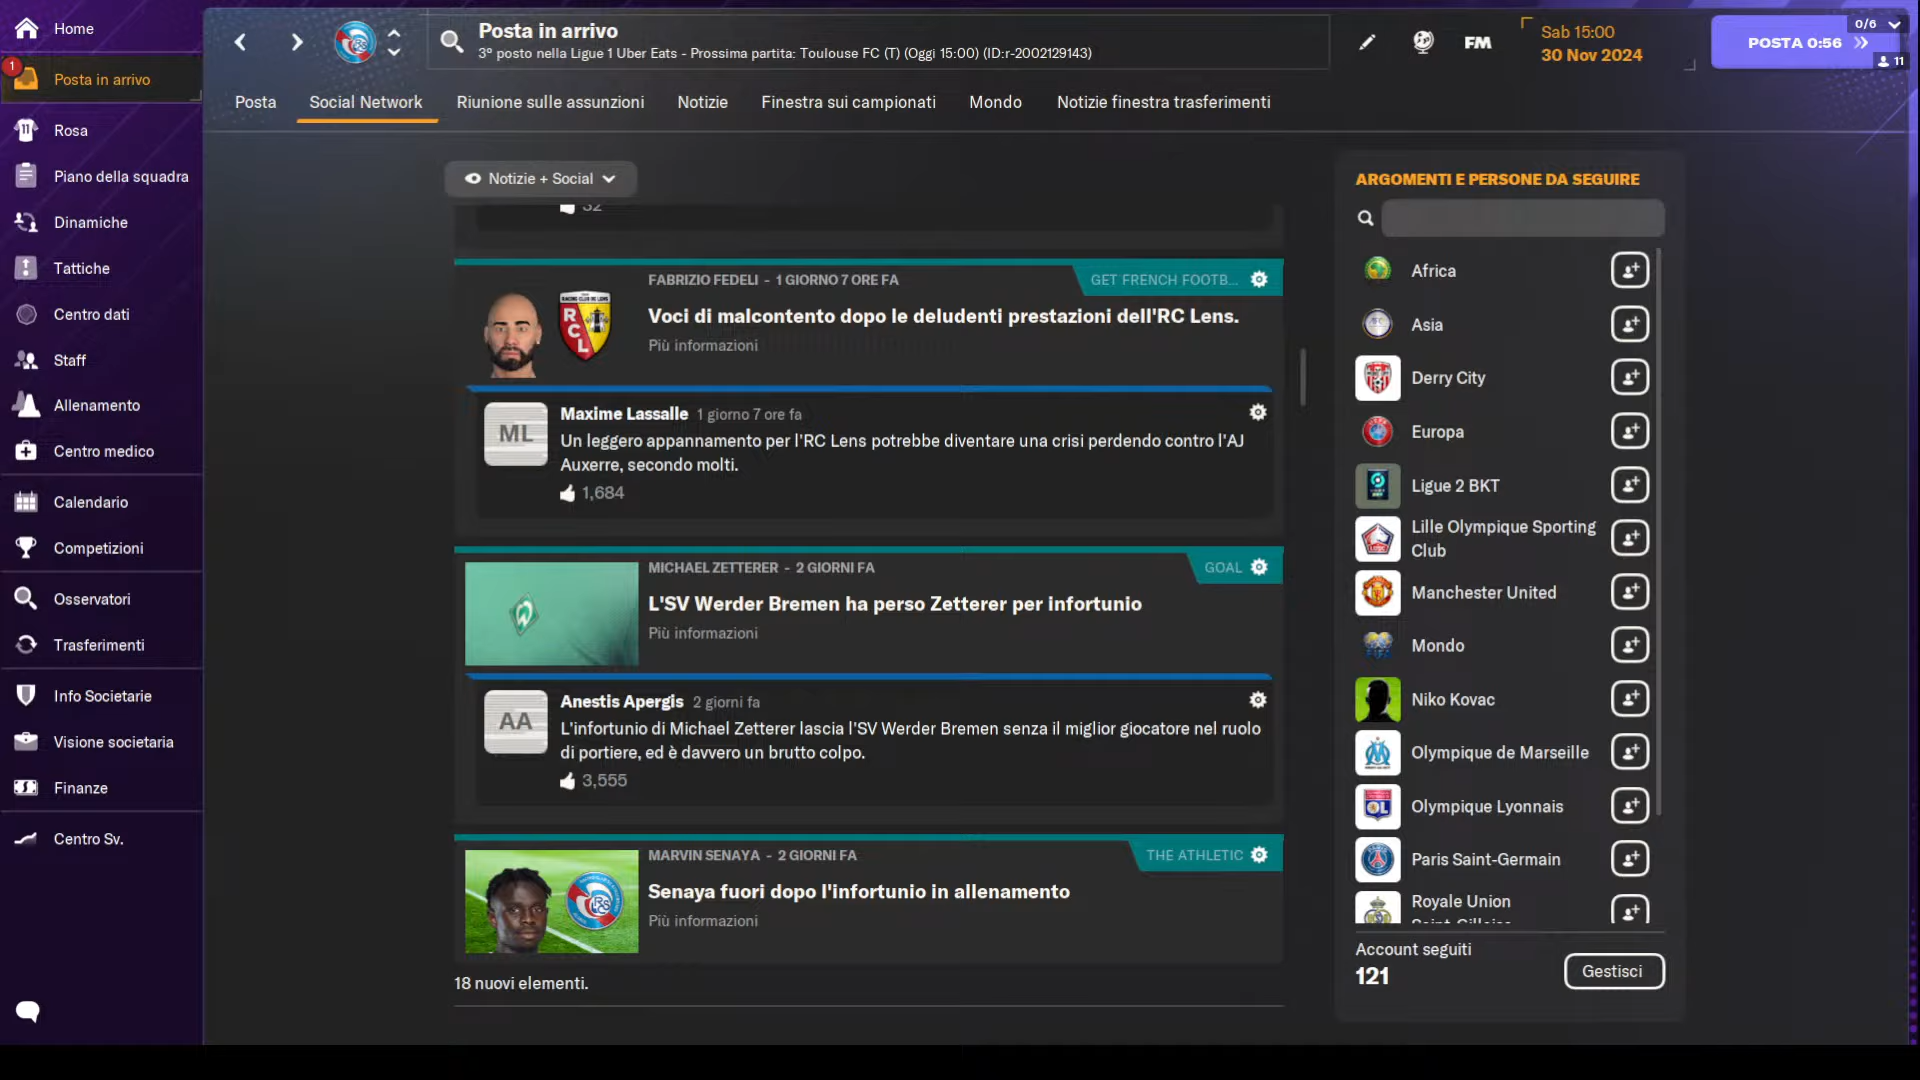 Home
1
Posta in arrivo
Rosa
Piano della squadra
Dinamiche
Tattiche
Centro dati
Staff
Allenamento
Centro medico
Calendario
Competizioni
Osservatori
Trasferimenti
Info Societarie
Visione societaria
Finanze
Centro Sv.
Posta in arrivo
3º posto nella Ligue 1 Uber Eats - Prossima partita: Toulouse FC (T) (Oggi 15:00) (ID:r-2002129143)
FM
Sab 15:00
30 Nov 2024
POSTA 0:56
0/6
11
Posta
Social Network
Riunione sulle assunzioni
Notizie
Finestra sui campionati
Mondo
Notizie finestra trasferimenti
Notizie + Social
32
FABRIZIO FEDELI - 1 GIORNO 7 ORE FA
GET FRENCH FOOTB...
Voci di malcontento dopo le deludenti prestazioni dell'RC Lens.
Più informazioni
ML
Maxime Lassalle 1 giorno 7 ore fa
Un leggero appannamento per l'RC Lens potrebbe diventare una crisi perdendo contro l'AJ
Auxerre, secondo molti.
1,684
MICHAEL ZETTERER - 2 GIORNI FA
GOAL
L'SV Werder Bremen ha perso Zetterer per infortunio
Più informazioni
AA
Anestis Apergis 2 giorni fa
L'infortunio di Michael Zetterer lascia l'SV Werder Bremen senza il miglior giocatore nel ruolo
di portiere, ed è davvero un brutto colpo.
3,555
MARVIN SENAYA - 2 GIORNI FA
THE ATHLETIC
Senaya fuori dopo l'infortunio in allenamento
Più informazioni
18 nuovi elementi.
ARGOMENTI E PERSONE DA SEGUIRE
Africa
Asia
Derry City
Europa
Ligue 2 BKT
Lille Olympique Sporting
Club
Manchester United
Mondo
Niko Kovac
Olympique de Marseille
Olympique Lyonnais
Paris Saint-Germain
Royale Union
Saint-Gilloise
Account seguiti
121
Gestisci